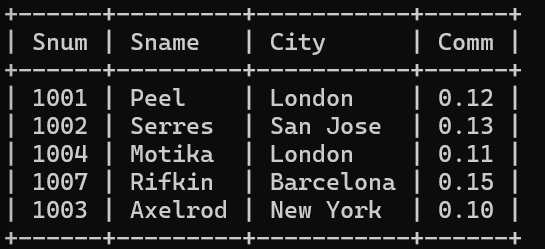 +------+---------+-----------+------+
| Snum | Sname   | City      | Comm |
+------+---------+-----------+------+
| 1001 | Peel    | London    | 0.12 |
| 1002 | Serres  | San Jose  | 0.13 |
| 1004 | Motika  | London    | 0.11 |
| 1007 | Rifkin  | Barcelona | 0.15 |
| 1003 | Axelrod | New York  | 0.10 |
+------+---------+-----------+------+